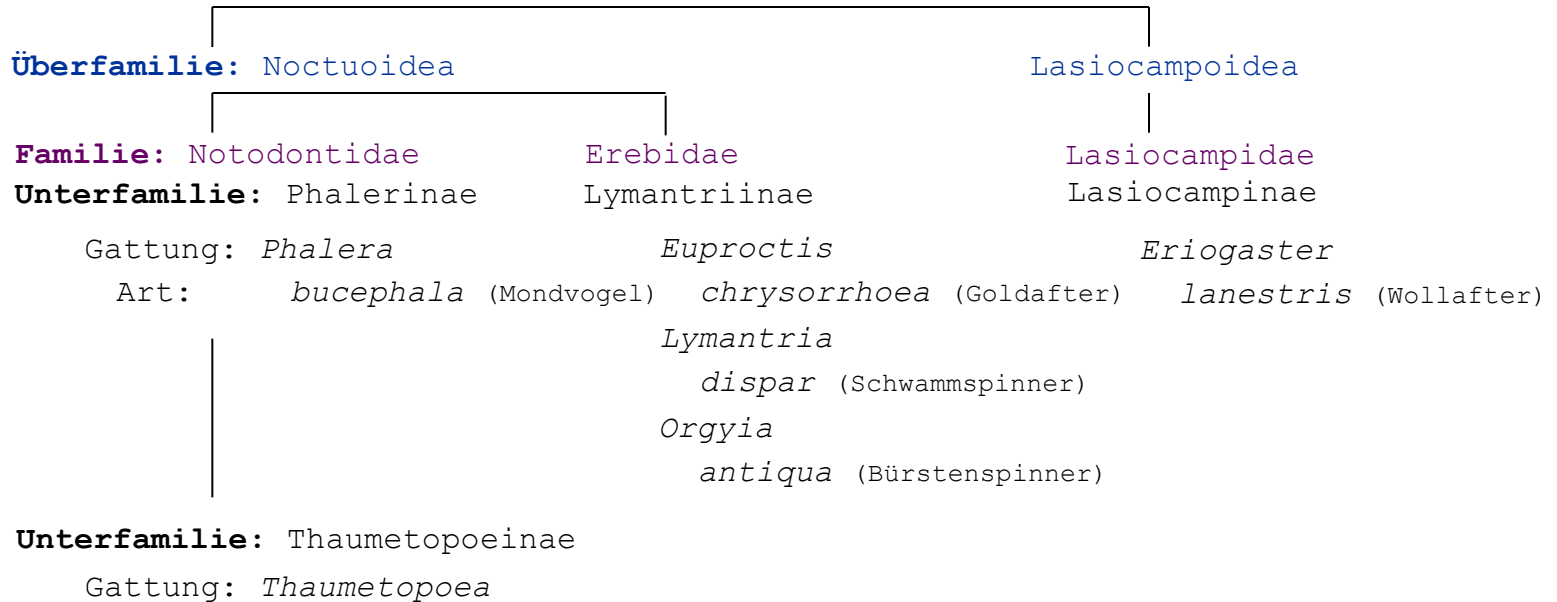 Überfamilie: Noctuoidea Lasiocampoidea
Familie: Notodontidae Erebidae Lasiocampidae
Unterfamilie: Phalerinae Lymantriinae Lasiocampinae
Gattung: Phalera Euproctis Eriogaster
Art: bucephala (Mondvogel) chrysorrhoea (Goldafter) lanestris (Wollafter)
Lymantria
dispar (Schwammspinner)
Orgyia
antiqua (Bürstenspinner)
Unterfamilie: Thaumetopoeinae
Gattung: Thaumetopoea